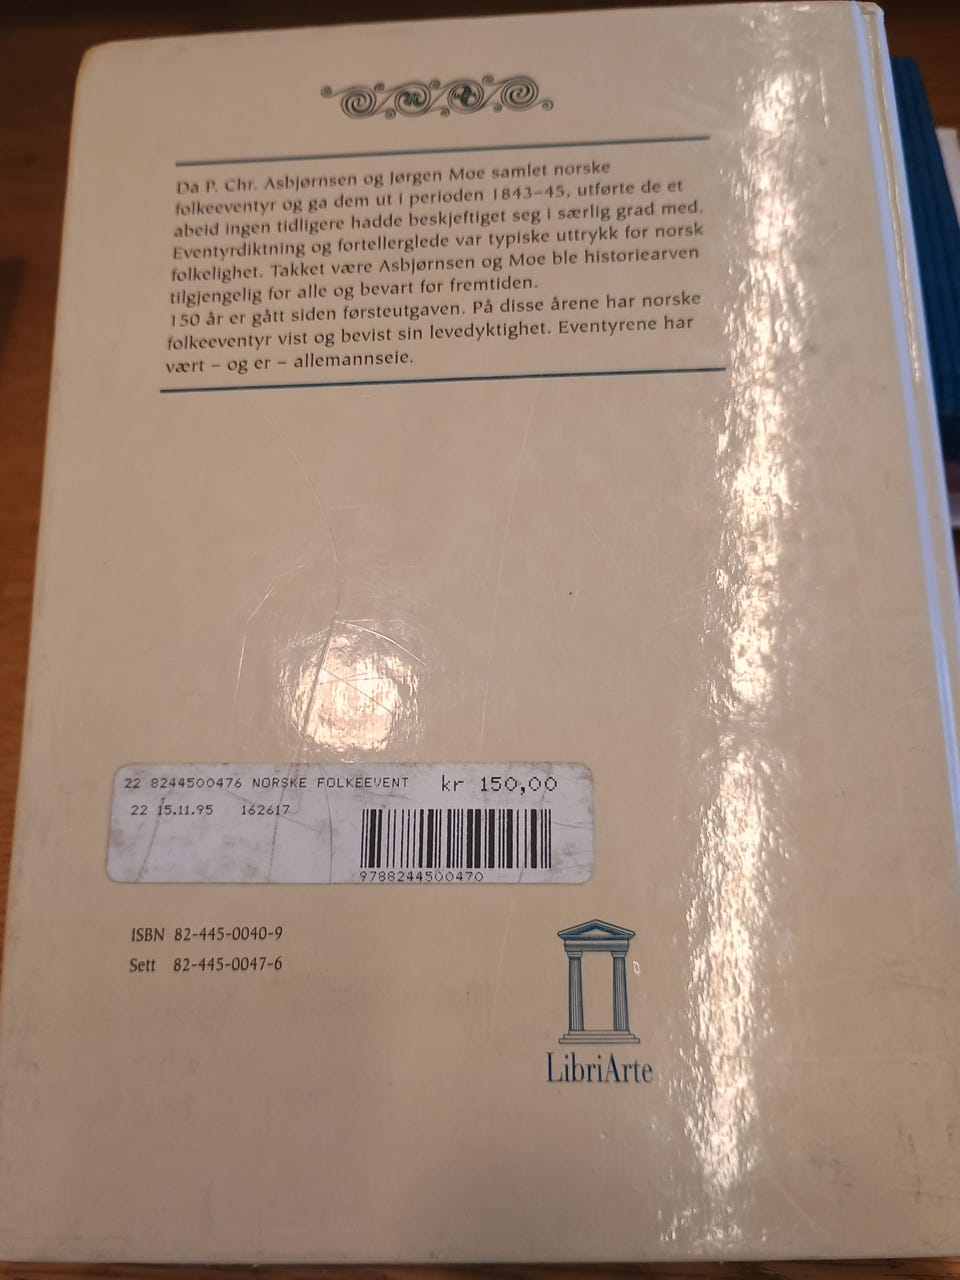 Da P. Chr. Asbjørnsen og Jørgen Moe samlet norske
folkeeventyr og ga dem ut i perioden 1843–45, utførte de et
abeid ingen tidligere hadde beskjeftiget seg i særlig grad med.
Eventyrdiktning og fortellerglede var typiske uttrykk for norsk
folkelighet. Takket være Asbjørnsen og Moe ble historiearven
tilgjengelig for alle og bevart for fremtiden.
150 år er gått siden førsteutgaven. På disse årene har norske
folkeeventyr vist og bevist sin levedyktighet. Eventyrene har
vært – og er – allemannseie.
22 8244500476 NORSKE FOLKEEVENT kr 150,00
22 15.11.95 162617
9788244500470
ISBN 82-445-0040-9
Sett 82-445-0047-6
LibriArte